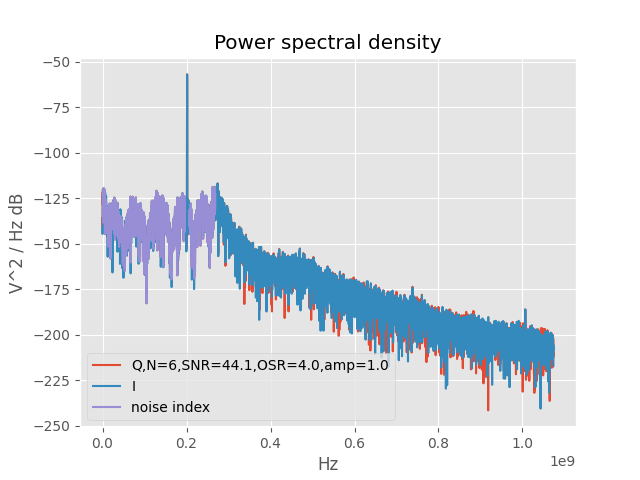 Power spectral density
V^2 / Hz dB
−50
−75
−100
−125
−150
−175
−200
−225
−250
Q,N=6,SNR=44.1,OSR=4.0,amp=1.0
I
noise index
0.0 0.2 0.4 0.6 0.8 1.0
1e9
Hz